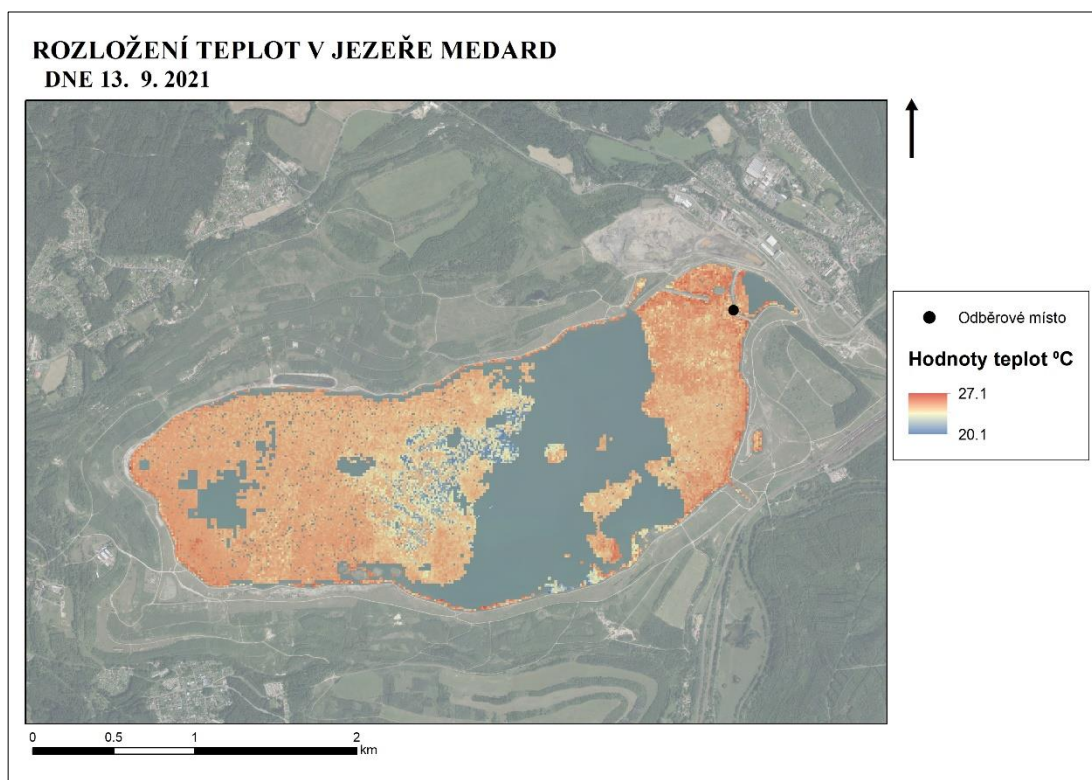 ROZLOŽENÍ TEPLOT V JEZEŘE MEDARD
DNE 13. 9. 2021
Odběrové místo
Hodnoty teplot ºC
27.1
20.1
0 0.5 1 2
km